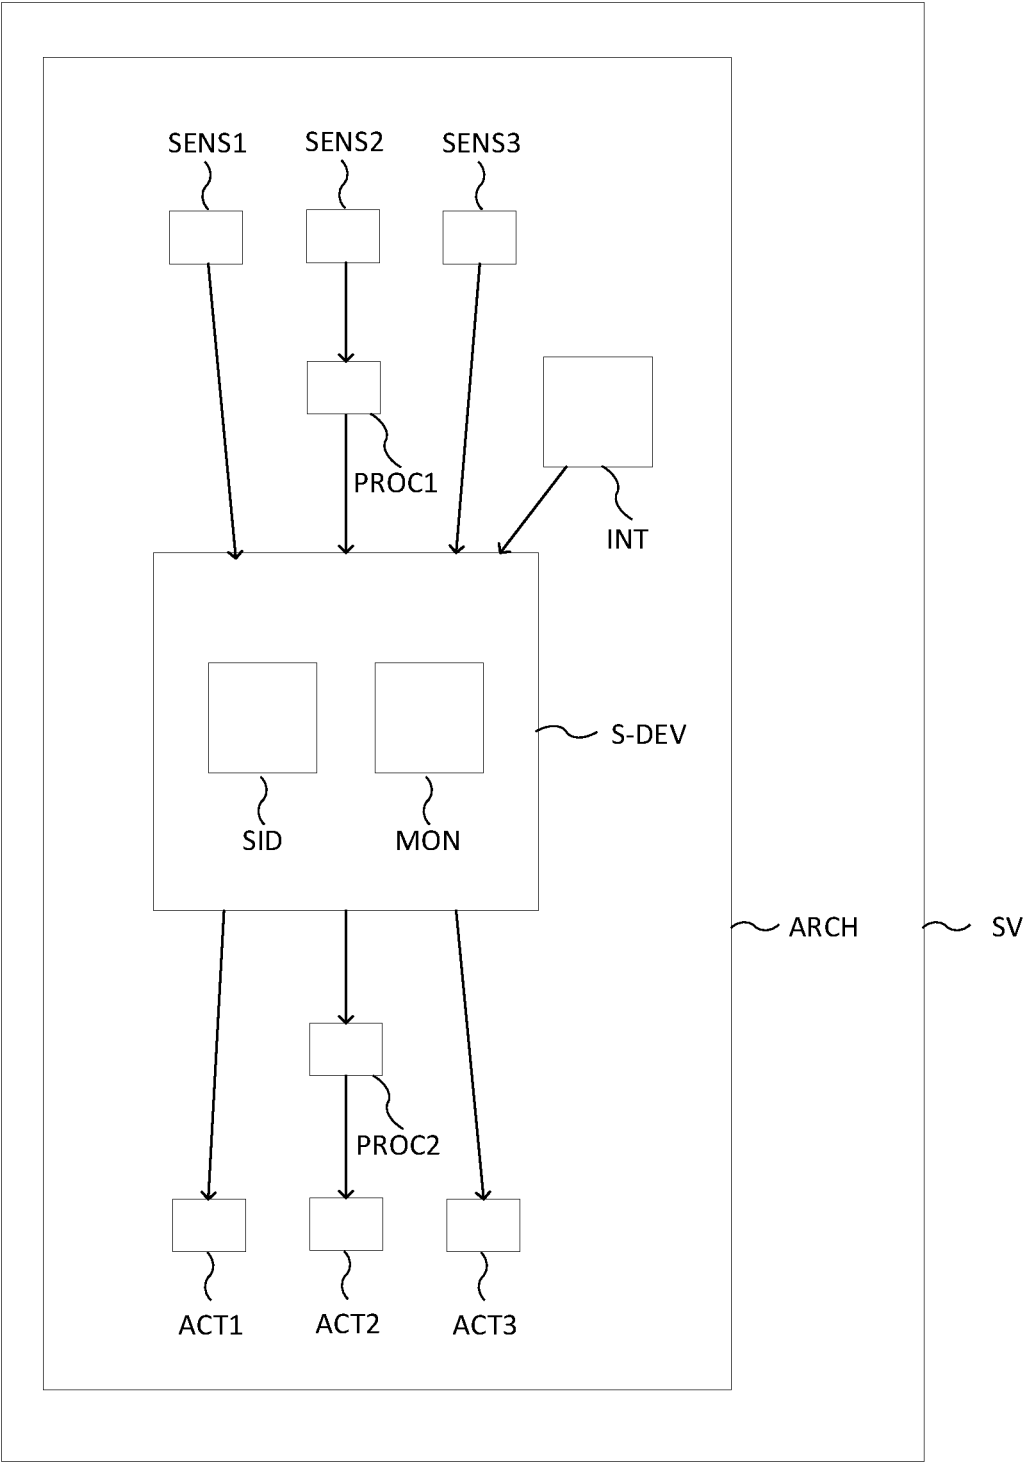 SENS1 SENS2 SENS3
PROC1
INT
S-DEV
SID MON
ARCH SV
PROC2
ACT1 ACT2 ACT3